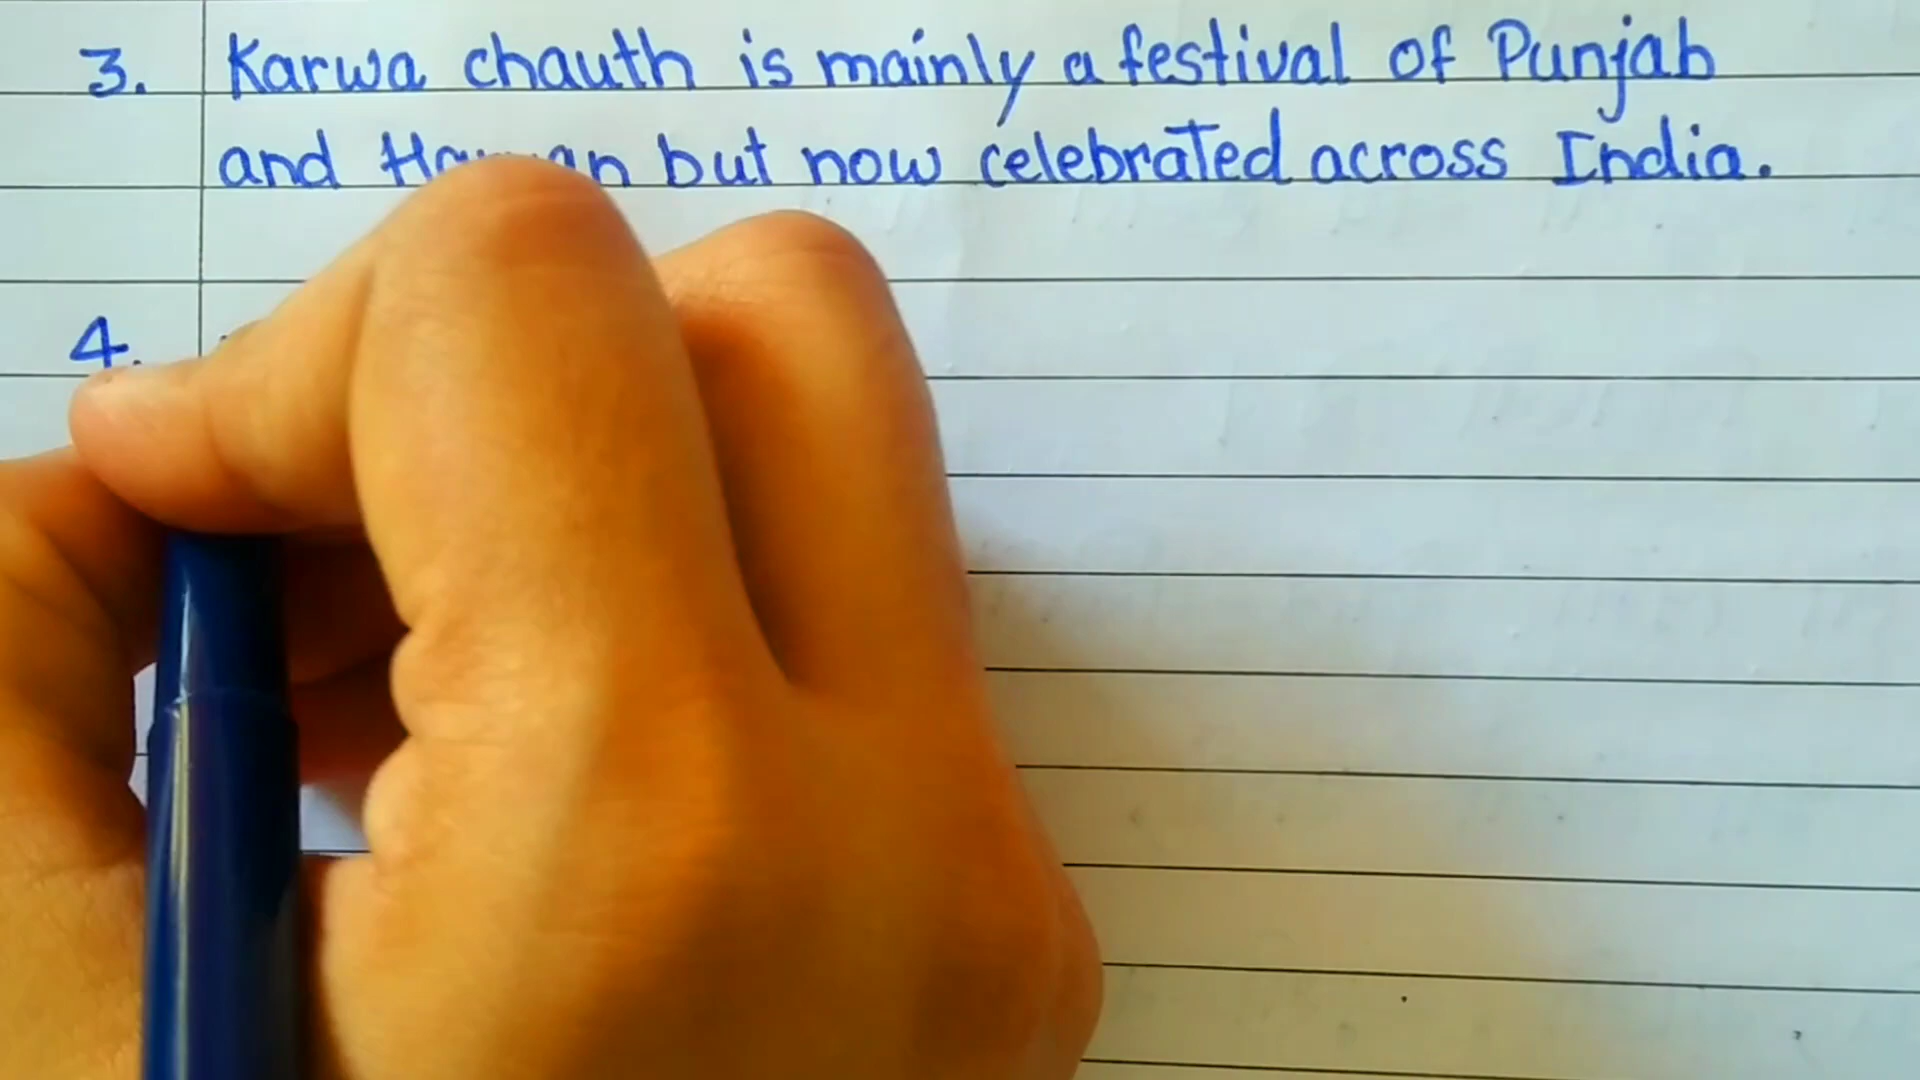 3. Karwa chauth is mainly a festival of Punjab
and but now celebrated across India.
4.